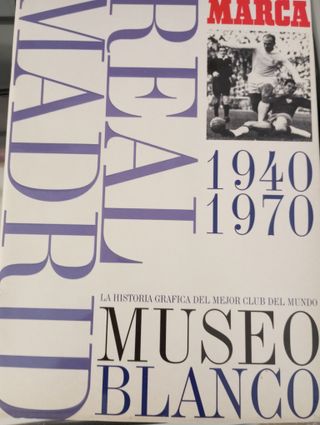 REAL
MADRID
MARCA
1940
1970
LA HISTORIA GRAFICA DEL MEJOR CLUB DEL MUNDO
MUSEO
BLANCO